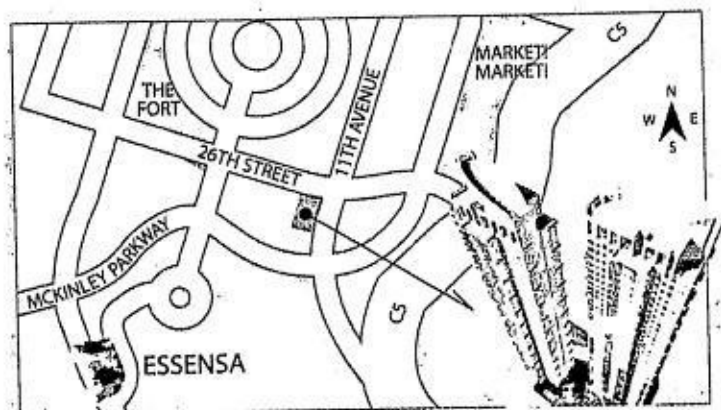 C5
MARKET! MARKET!
THE FORT
11TH AVENUE
N
W E
S
26TH STREET
MCKINLEY PARKWAY
C5
ESSENSA